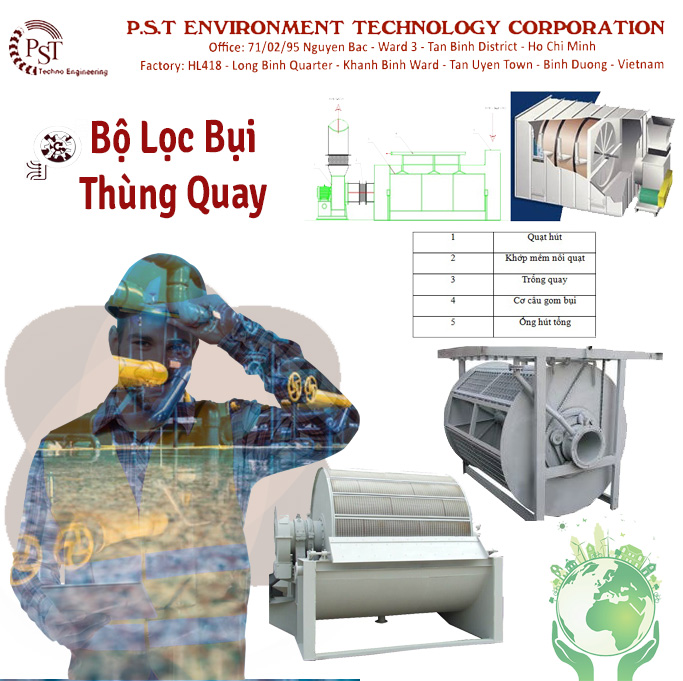 PST
Techno Engineering
P.S.T ENVIRONMENT TECHNOLOGY CORPORATION
Office: 71/02/95 Nguyen Bac - Ward 3 - Tan Binh District - Ho Chi Minh
Factory: HL418 - Long Binh Quarter - Khanh Binh Ward - Tan Uyen Town - Binh Duong - Vietnam
Bộ Lọc Bụi
Thùng Quay
1 Quạt hút
2 Khớp mềm nối quạt
3 Trống quay
4 Cơ cấu gom bụi
5 Ống hút tổng